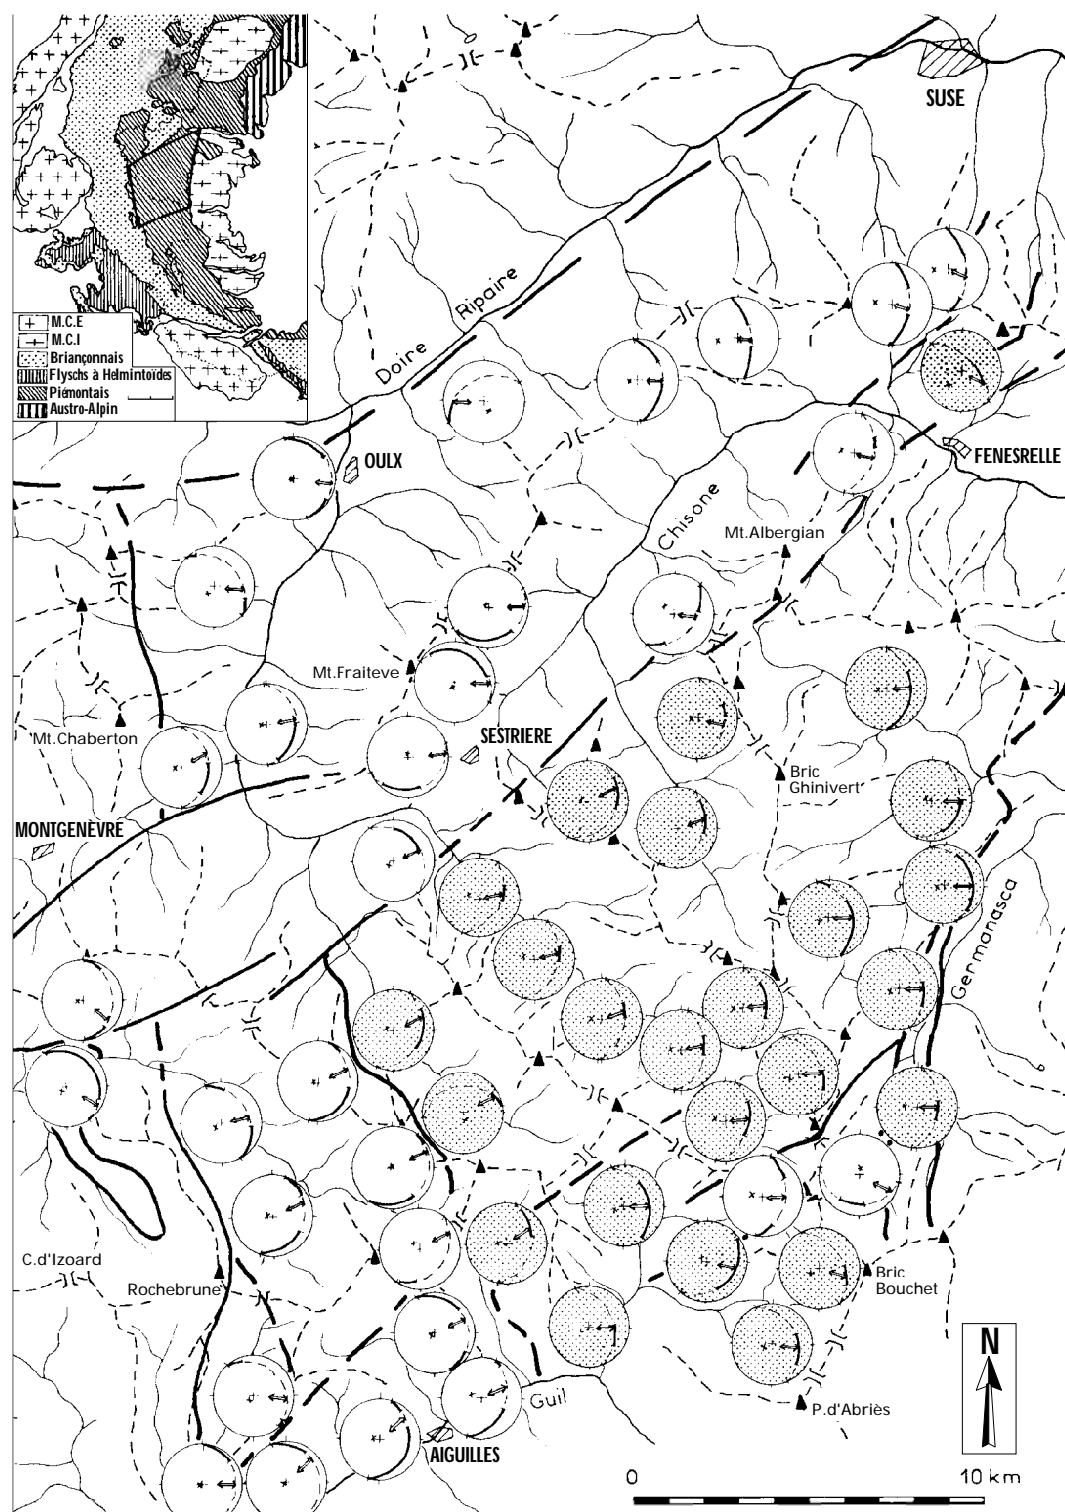 M.C.E
M.C.I
Briançonnais
Flyschs à Helmintoïdes
Piémontais
Austro-Alpin
SUSE
Doire Ripaire
OULX
FENESRELLE
Chisone
Mt.Albergian
Mt.Fraiteve
SESTRIERE
Mt.Chaberton
Bric
Ghinivert
MONTGENÈVRE
Germanasca
C.d'Izoard
Rochebrune
Bric
Bouchet
Guil
P.d'Abriès
AIGUILLES
N
0 10 km